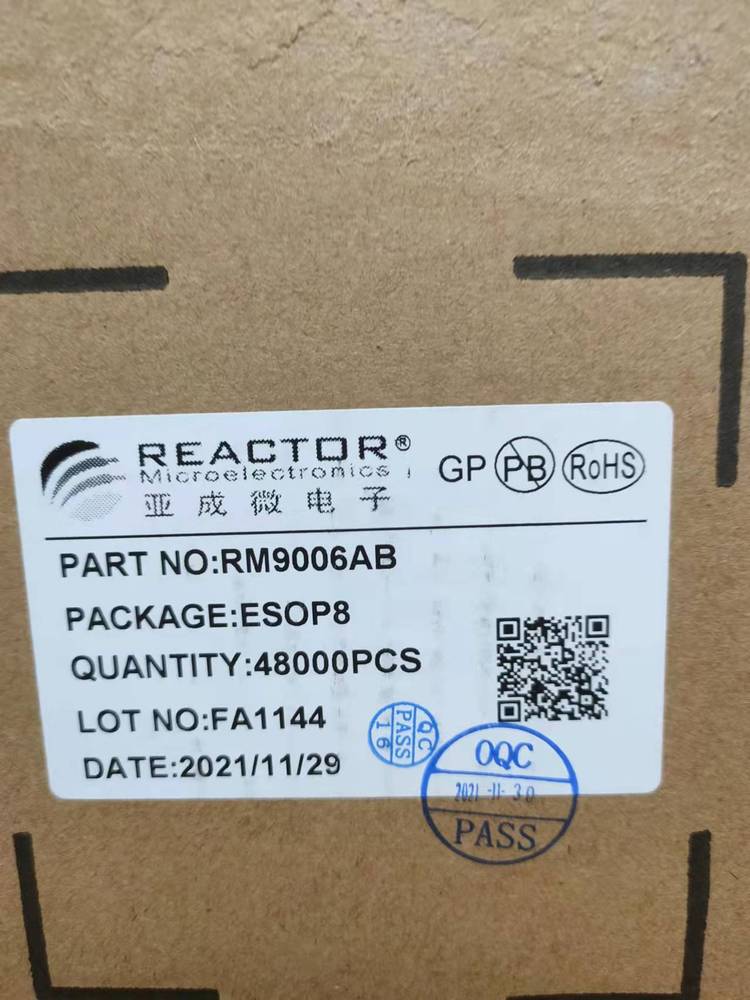 REACTOR®
Microelectronics
亚成微电子
GP PB RoHS
PART NO:RM9006AB
PACKAGE:ESOP8
QUANTITY:48000PCS
LOT NO:FA1144
DATE:2021/11/29
QC
PASS
16
OQC
2021-11-30
PASS